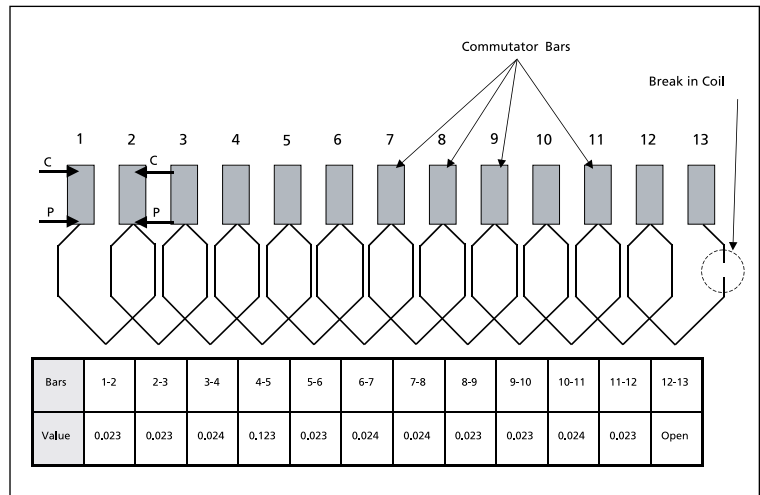 Commutator Bars
Break in Coil
1 2 3 4 5 6 7 8 9 10 11 12 13
C C
P P
Bars 1-2 2-3 3-4 4-5 5-6 6-7 7-8 8-9 9-10 10-11 11-12 12-13
Value 0.023 0.023 0.024 0.123 0.023 0.024 0.024 0.023 0.023 0.024 0.023 Open